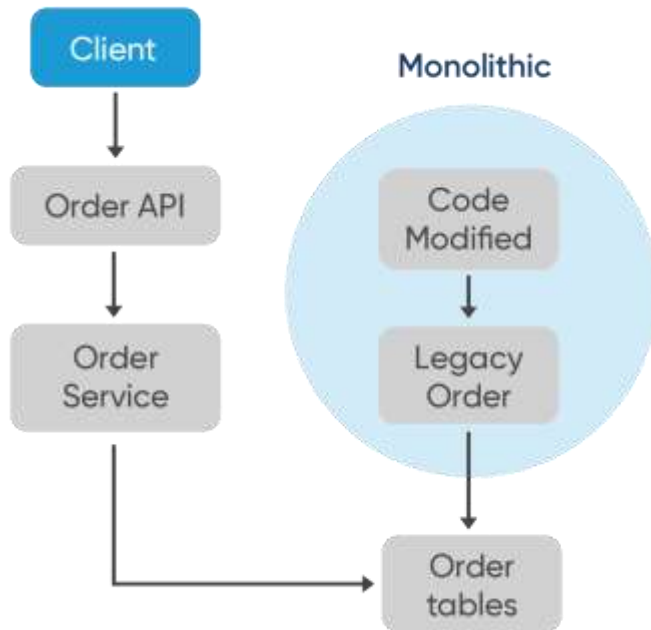 Client
Monolithic
Order API
Code
Modified
Order
Service
Legacy
Order
Order
tables